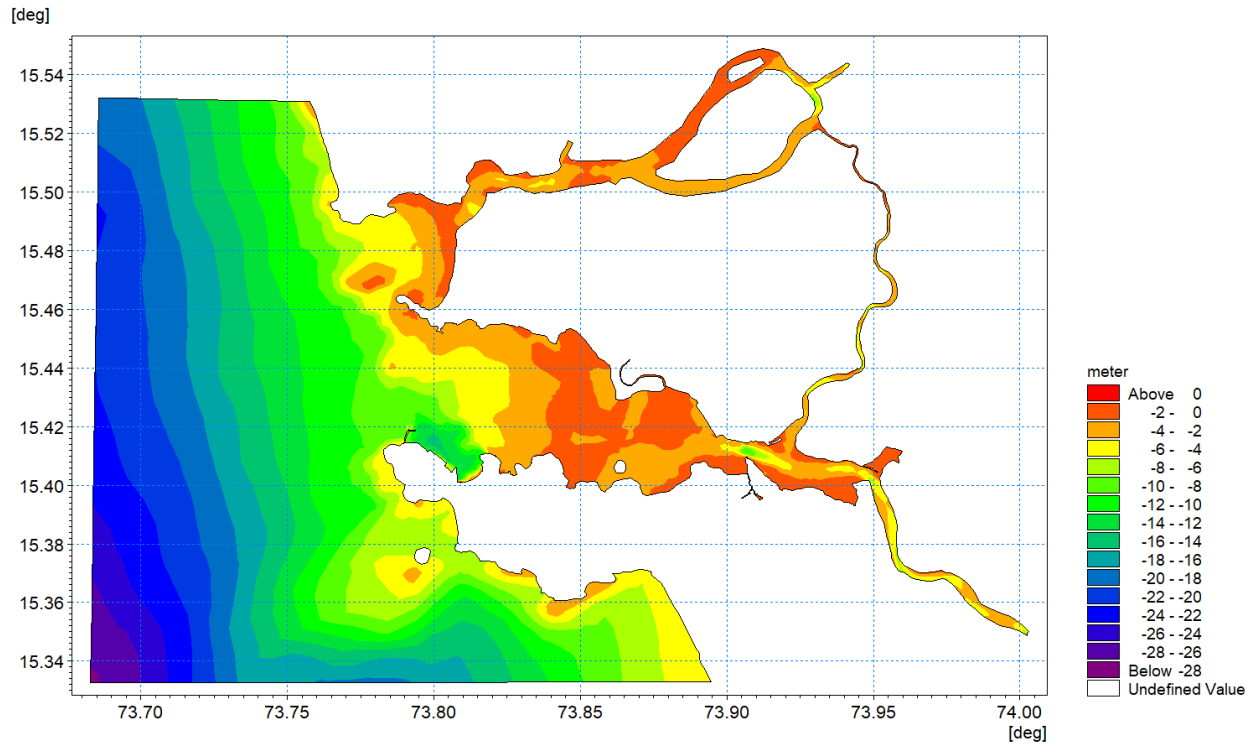 [deg]
15.54
15.52
15.50
15.48
15.46
15.44
15.42
15.40
15.38
15.36
15.34
73.70 73.75 73.80 73.85 73.90 73.95 74.00
[deg]
meter
Above 0
-2 - 0
-4 - -2
-6 - -4
-8 - -6
-10 - -8
-12 - -10
-14 - -12
-16 - -14
-18 - -16
-20 - -18
-22 - -20
-24 - -22
-26 - -24
-28 - -26
Below -28
Undefined Value